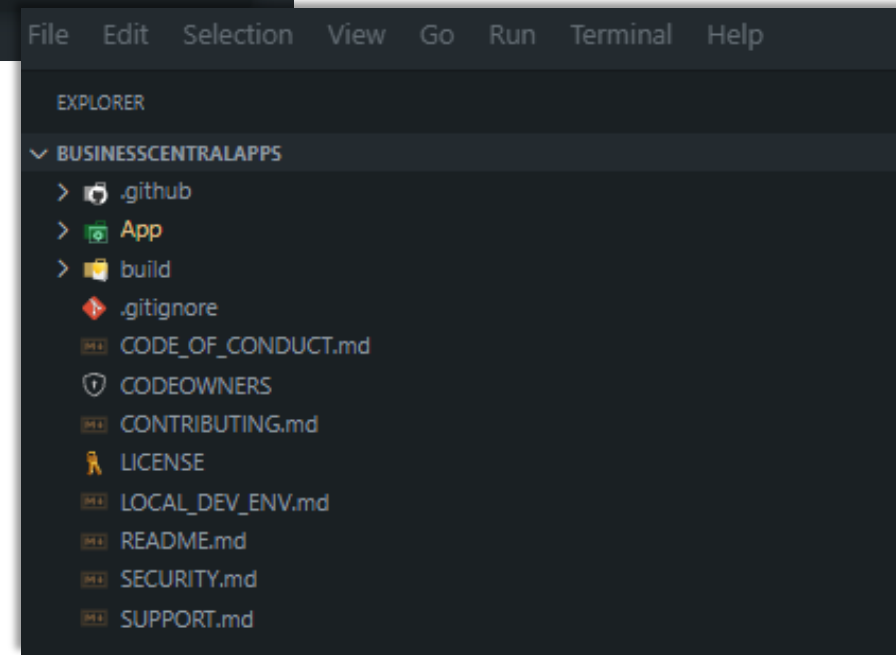 File Edit Selection View Go Run Terminal Help
EXPLORER
BUSINESSCENTRALAPPS
.github
App
build
.gitignore
CODE_OF_CONDUCT.md
CODEOWNERS
CONTRIBUTING.md
LICENSE
LOCAL_DEV_ENV.md
README.md
SECURITY.md
SUPPORT.md